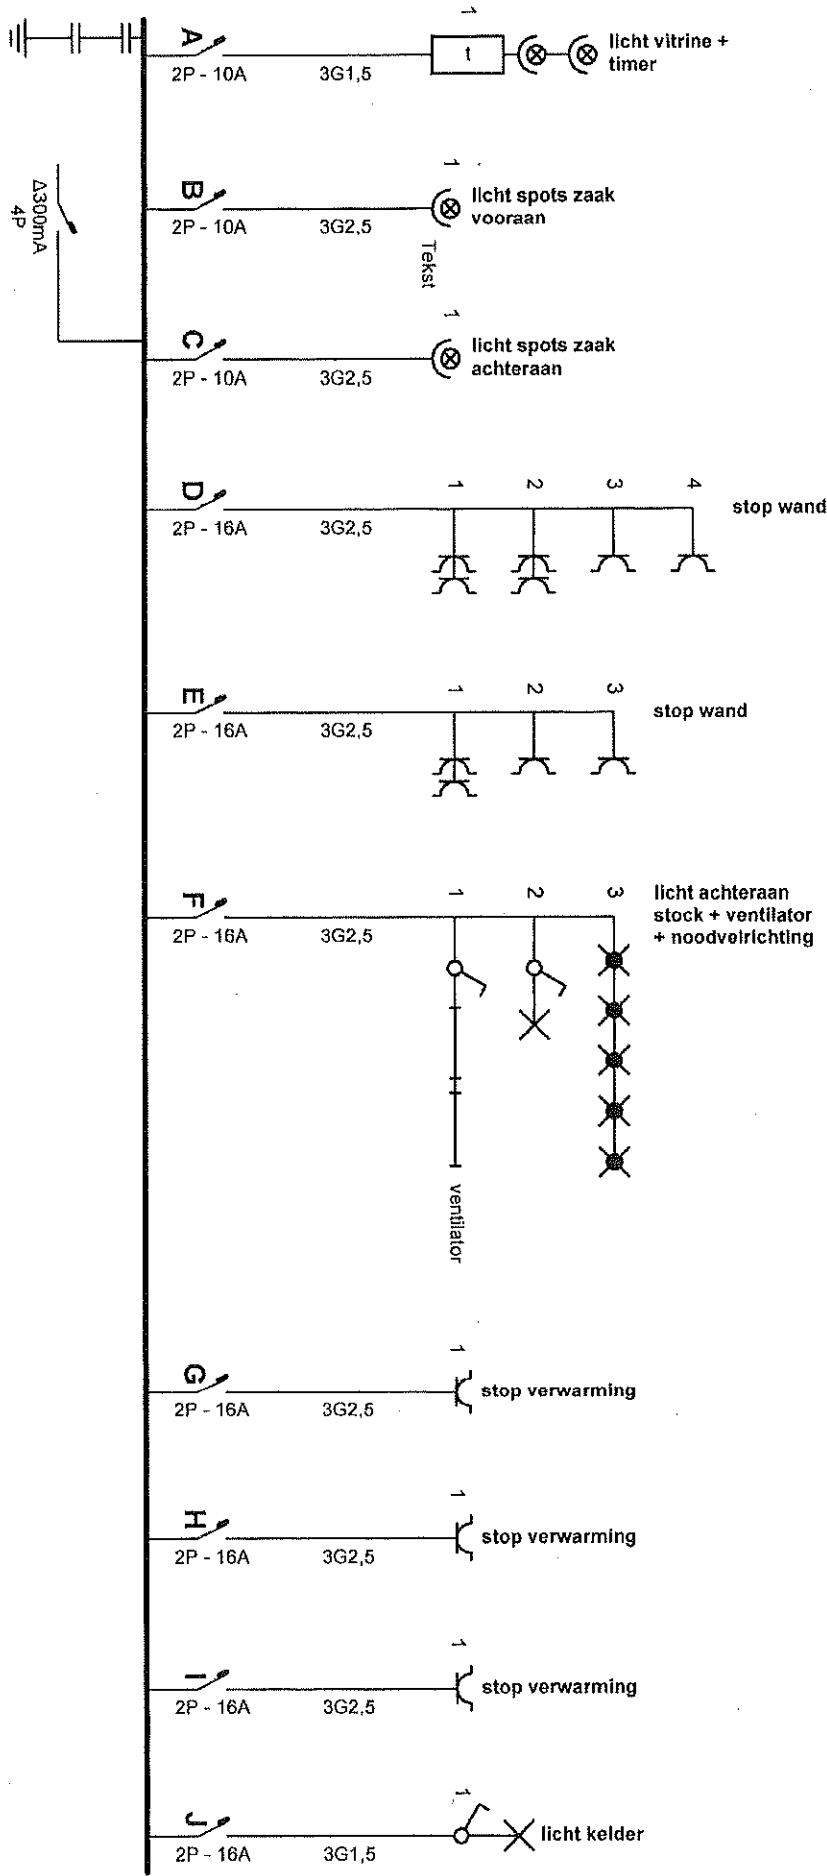 A
2P - 10A
3G1,5
1
t
licht vitrine +
timer
Δ300mA
4P
B
2P - 10A
3G2,5
1
licht spots zaak
vooraan
Tekst
C
2P - 10A
3G2,5
1
licht spots zaak
achteraan
D
2P - 16A
3G2,5
1
2
3
4
stop wand
E
2P - 16A
3G2,5
1
2
3
stop wand
F
2P - 16A
3G2,5
1
2
3
licht achteraan
stock + ventilator
+ noodvelrichting
ventilator
G
2P - 16A
3G2,5
1
stop verwarming
H
2P - 16A
3G2,5
1
stop verwarming
I
2P - 16A
3G2,5
1
stop verwarming
J
2P - 16A
3G1,5
1
licht kelder